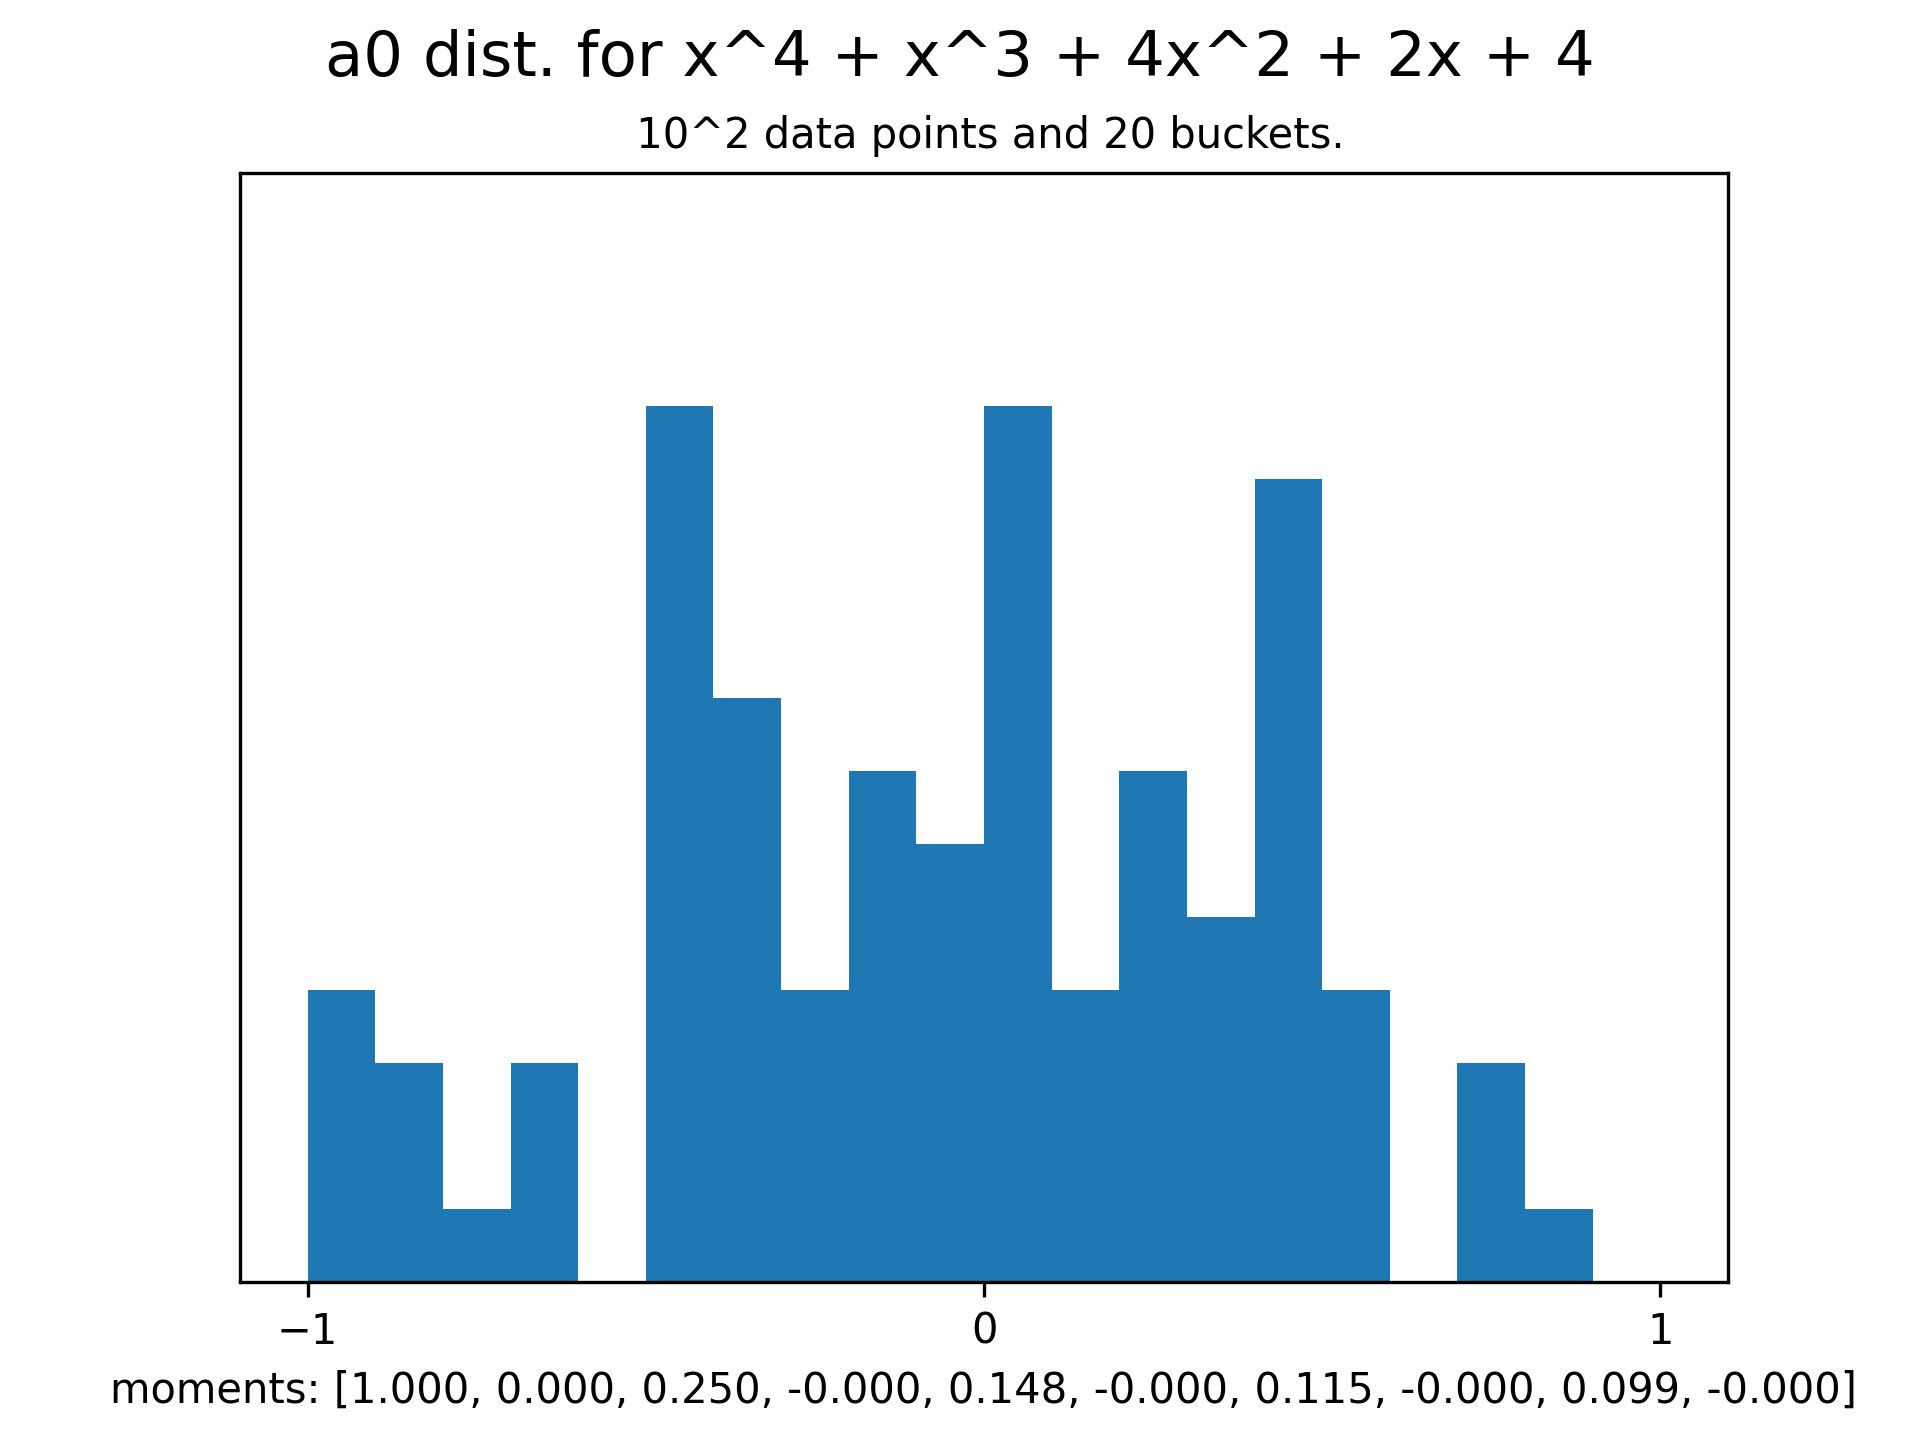 a0 dist. for x^4 + x^3 + 4x^2 + 2x + 4
10^2 data points and 20 buckets.
−1 0 1
moments: [1.000, 0.000, 0.250, -0.000, 0.148, -0.000, 0.115, -0.000, 0.099, -0.000]